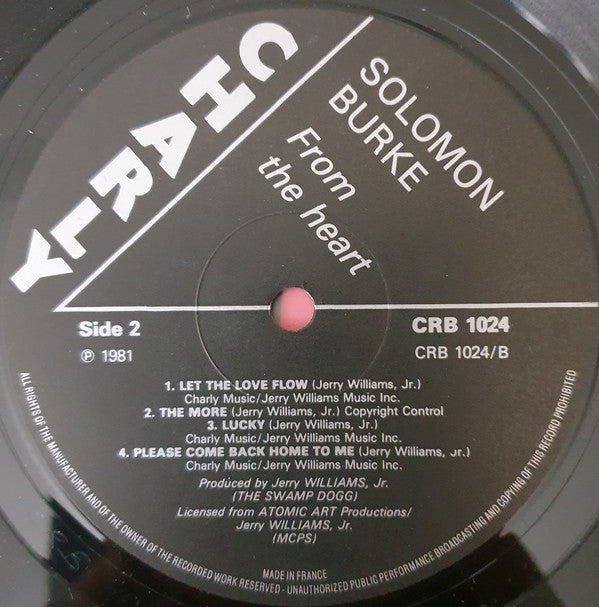 CHARLY
SOLOMON
BURKE
From
the heart
Side 2
CRB 1024
℗ 1981
CRB 1024/B
1. LET THE LOVE FLOW (Jerry Williams, Jr.)
Charly Music/Jerry Williams Music Inc.
2. THE MORE (Jerry Williams, Jr.) Copyright Control
3. LUCKY (Jerry Williams, Jr.)
Charly Music/Jerry Williams Music Inc.
4. PLEASE COME BACK HOME TO ME (Jerry Williams, Jr.)
Charly Music/Jerry Williams Music Inc.
Produced by Jerry WILLIAMS, Jr.
(THE SWAMP DOGG)
Licensed from ATOMIC ART Productions/
Jerry WILLIAMS, Jr.
(MCPS)
MADE IN FRANCE
ALL RIGHTS OF THE MANUFACTURER AND OF THE OWNER OF THE RECORDED WORK RESERVED - UNAUTHORIZED PUBLIC PERFORMANCE BROADCASTING AND COPYING OF THIS RECORD PROHIBITED